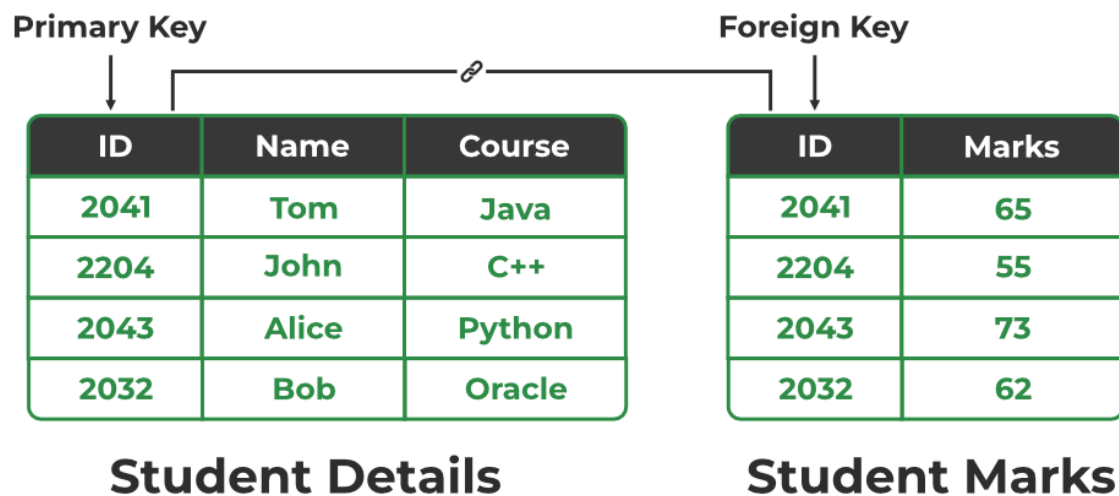 Primary Key Foreign Key
ID Name Course ID Marks
2041 Tom Java 2041 65
2204 John C++ 2204 55
2043 Alice Python 2043 73
2032 Bob Oracle 2032 62
Student Details Student Marks